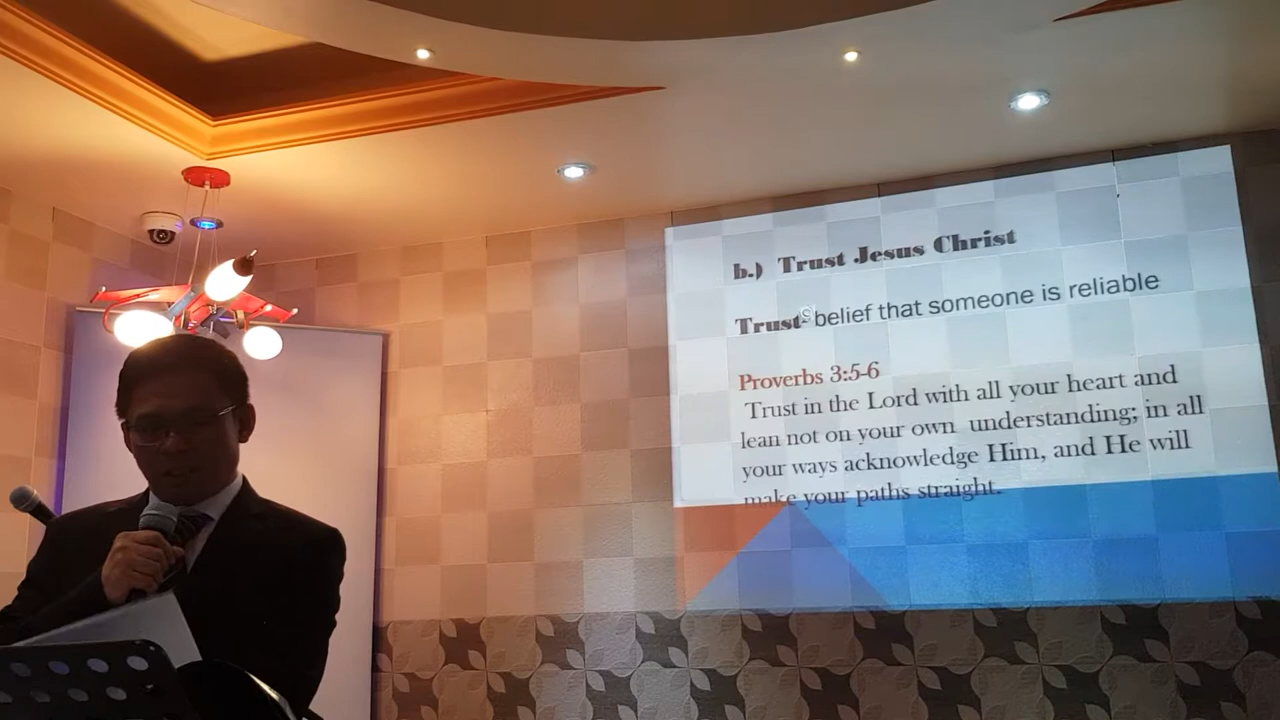 b.) Trust Jesus Christ
Trust- belief that someone is reliable
Proverbs 3:5-6
Trust in the Lord with all your heart and
lean not on your own understanding; in all
your ways acknowledge Him, and He will
make your paths straight.